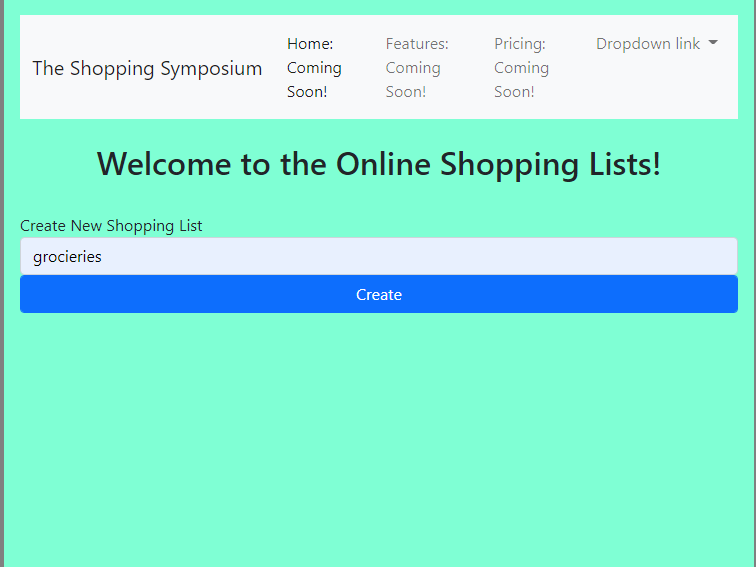 The Shopping Symposium
Home:
Coming
Soon!
Features:
Coming
Soon!
Pricing:
Coming
Soon!
Dropdown link
Welcome to the Online Shopping Lists!
Create New Shopping List
grocieries
Create